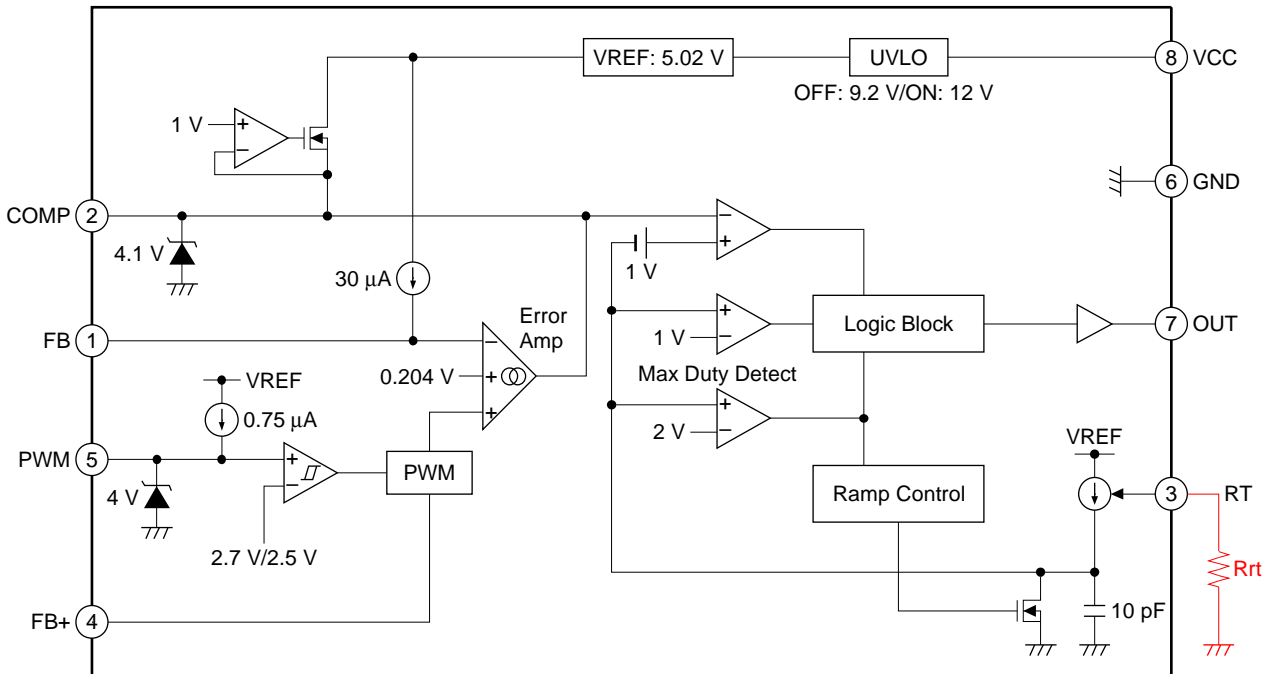 VREF: 5.02 V
UVLO
8 VCC
OFF: 9.2 V/ON: 12 V
1 V
+
−
6 GND
COMP 2
−
+
4.1 V
1 V
30 μA
FB 1
Error
Amp
−
+
1 V
−
Logic Block
7 OUT
0.204 V
+
Max Duty Detect
VREF
+
0.75 μA
+
2 V
−
VREF
PWM 5
+
−
PWM
4 V
Ramp Control
3 RT
2.7 V/2.5 V
Rrt
FB+ 4
10 pF